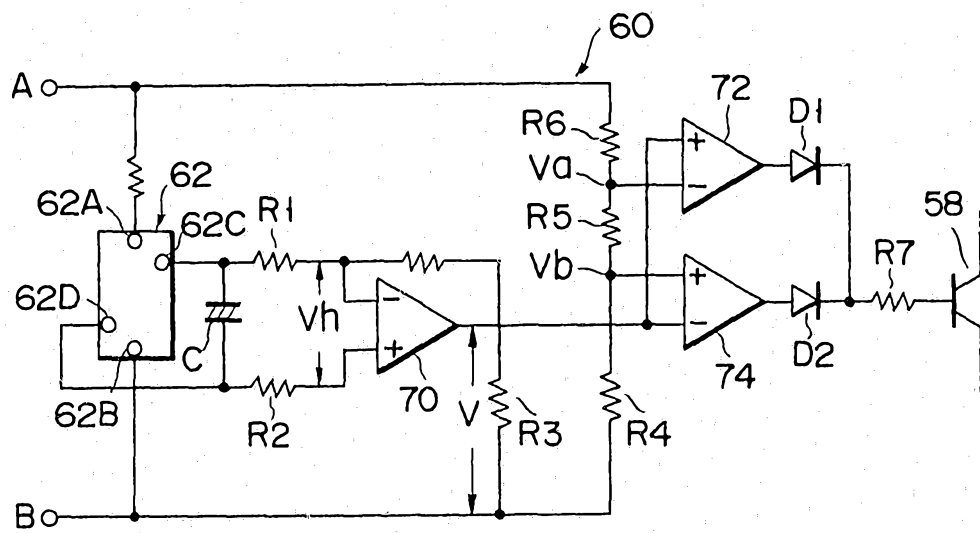 60
A
72
D1
R6
Va
62
62A
R1
62C
R5
58
R7
Vb
62D
Vh
C
D2
70
74
V
62B
R2
R3
R4
B
+
−
+
−
−
+